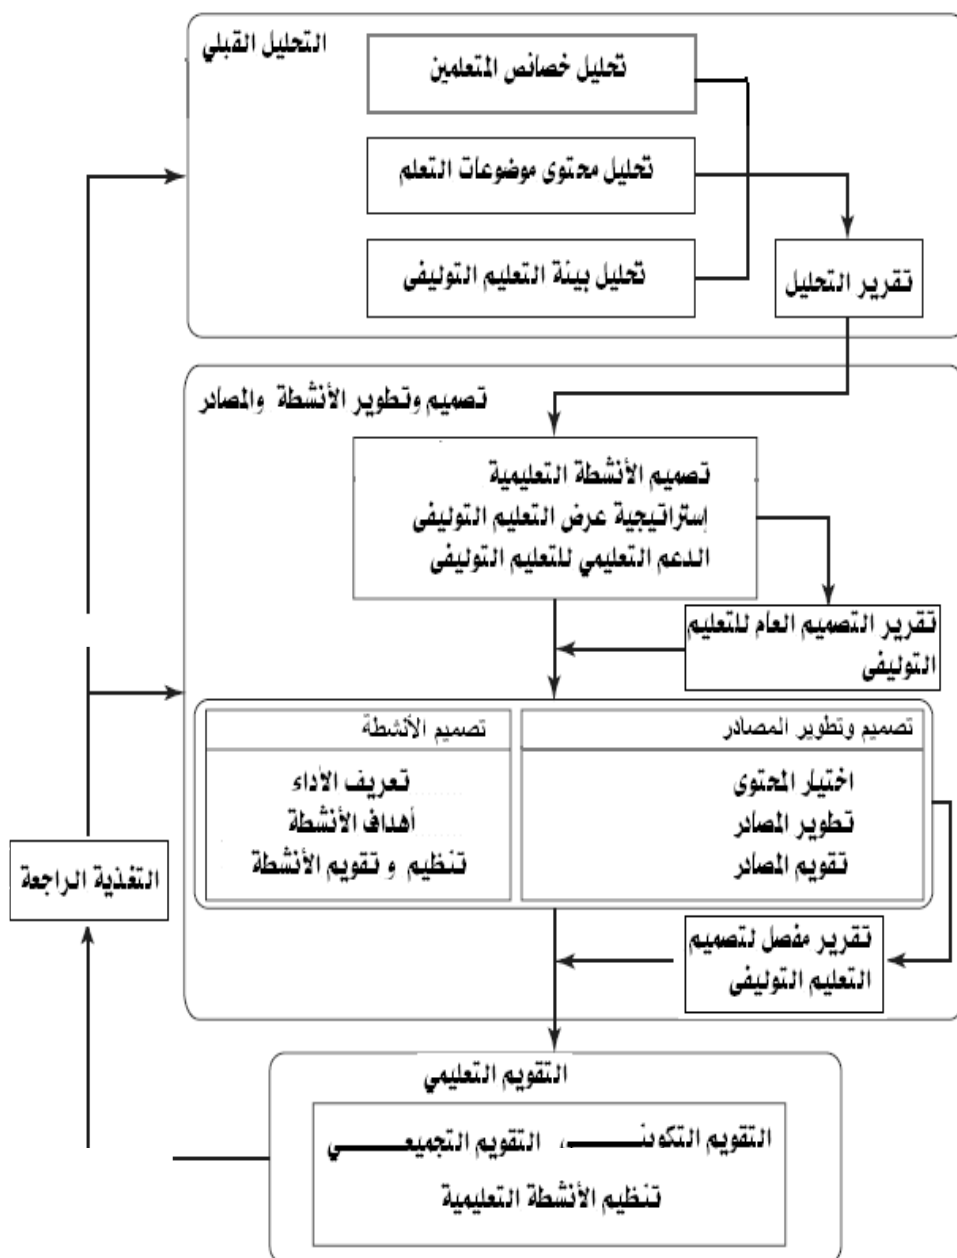 التحليل القبلي
تحليل خصائص المتعلمين
تحليل محتوى موضوعات التعلم
تحليل بيئة التعليم التوليفى
تقرير التحليل
تصميم وتطوير الأنشطة والمصادر
تصميم الأنشطة التعليمية
إستراتيجية عرض التعليم التوليفى
الدعم التعليمي للتعليم التوليفى
تقرير التصميم العام للتعليم
التوليفى
تصميم وتطوير المصادر
اختيار المحتوى
تطوير المصادر
تقويم المصادر
تصميم الأنشطة
تعريف الأداء
أهداف الأنشطة
تنظيم و تقويم الأنشطة
تقرير مفصل لتصميم
التعليم التوليفى
التغذية الراجعة
التقويم التعليمي
التقويم التكوينـــــــ، التقويم التجميعـــــــي
تنظيم الأنشطة التعليمية